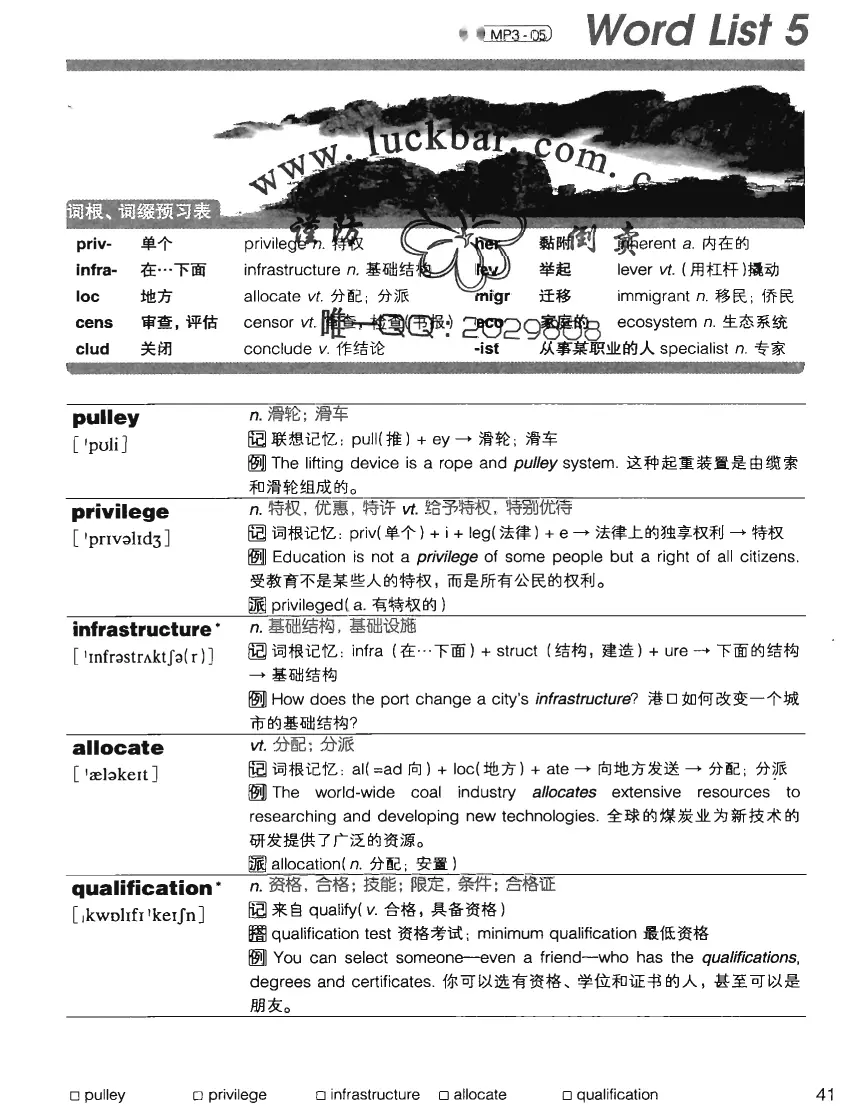 MP3-05 Word List 5
www.luckbar.com.c
词根、词缀预习表
谨防 倒卖
priv- 单个 privilege n. 特权 her 黏附 inherent a. 内在的
infra- 在…下面 infrastructure n. 基础结构 lev 举起 lever vt. (用杠杆)撬动
loc 地方 allocate vt. 分配；分派 migr 迁移 immigrant n. 移民；侨民
cens 审查，评估 censor vt. 审查，检查(书报) eco 家庭的 ecosystem n. 生态系统
唯一QQ: 2029808
clud 关闭 conclude v. 作结论 -ist 从事某职业的人 specialist n. 专家
pulley n. 滑轮；滑车
[ˈpʊli] 记 联想记忆：pull(推) + ey → 滑轮；滑车
例 The lifting device is a rope and pulley system. 这种起重装置是由缆索
和滑轮组成的。
privilege n. 特权，优惠，特许 vt. 给予特权，特别优待
[ˈprɪvəlɪdʒ] 记 词根记忆：priv(单个) + i + leg(法律) + e → 法律上的独享权利 → 特权
例 Education is not a privilege of some people but a right of all citizens.
受教育不是某些人的特权，而是所有公民的权利。
派 privileged(a. 有特权的)
infrastructure* n. 基础结构，基础设施
[ˈɪnfrəstrʌktʃə(r)] 记 词根记忆：infra (在…下面) + struct (结构，建造) + ure → 下面的结构
→ 基础结构
例 How does the port change a city's infrastructure? 港口如何改变一个城
市的基础结构?
allocate vt. 分配；分派
[ˈæləkeɪt] 记 词根记忆：al(=ad 向) + loc(地方) + ate → 向地方发送 → 分配；分派
例 The world-wide coal industry allocates extensive resources to
researching and developing new technologies. 全球的煤炭业为新技术的
研发提供了广泛的资源。
派 allocation(n. 分配；安置)
qualification* n. 资格，合格；技能；限定，条件；合格证
[ˌkwɒlɪfɪˈkeɪʃn] 记 来自 qualify(v. 合格，具备资格)
搭 qualification test 资格考试；minimum qualification 最低资格
例 You can select someone—even a friend—who has the qualifications,
degrees and certificates. 你可以选有资格、学位和证书的人，甚至可以是
朋友。
□ pulley □ privilege □ infrastructure □ allocate □ qualification 41